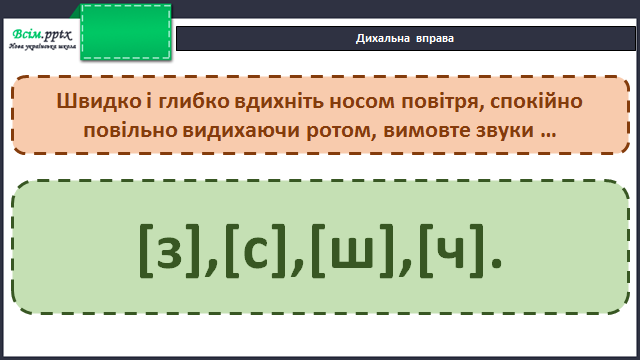 Всім.pptx
Нова українська школа
Дихальна вправа
Швидко і глибко вдихніть носом повітря, спокійно
повільно видихаючи ротом, вимовте звуки ...
[з],[с],[ш],[ч].